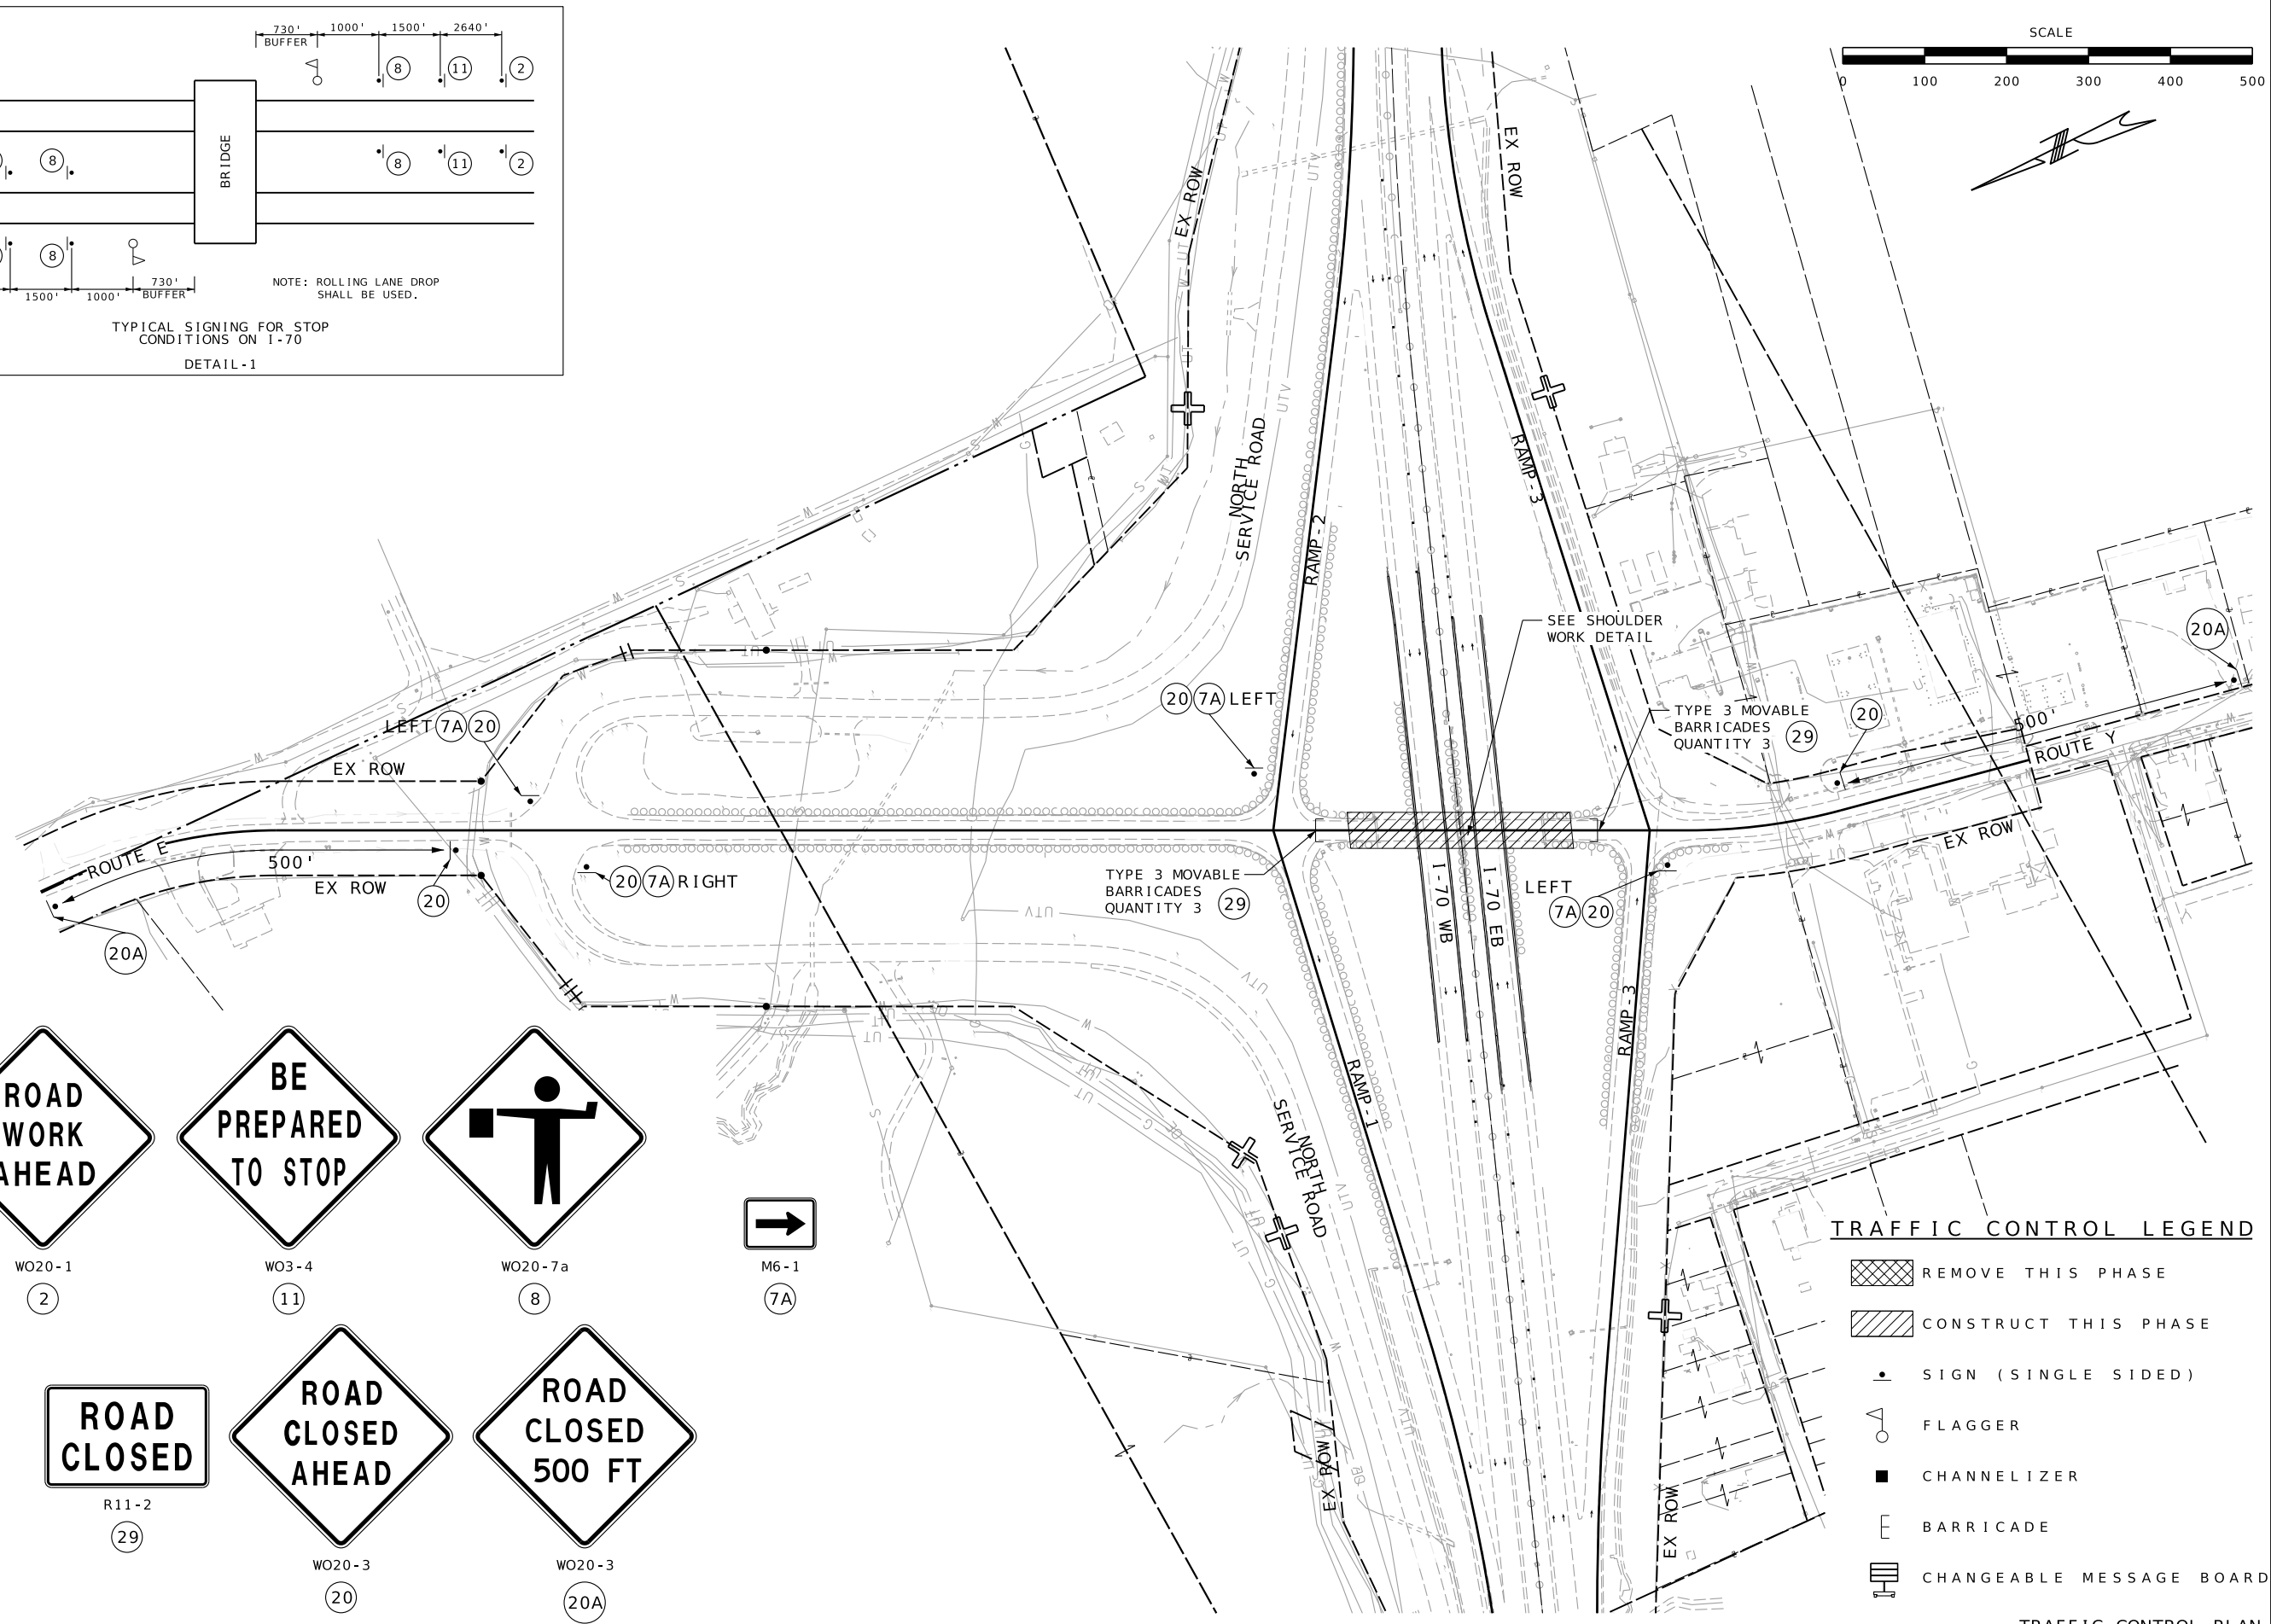 730'
BUFFER
1000'
1500'
2640'
8
11
2
8
8
11
2
BRIDGE
8
1500'
1000'
730'
BUFFER
NOTE: ROLLING LANE DROP
SHALL BE USED.
TYPICAL SIGNING FOR STOP
CONDITIONS ON I-70
DETAIL-1
SCALE
0 100 200 300 400 500
EX ROW
EX ROW
NORTH
SERVICE ROAD
RAMP-2
RAMP-3
SEE SHOULDER
WORK DETAIL
20A
20 7A LEFT
LEFT 7A 20
TYPE 3 MOVABLE
BARRICADES
QUANTITY 3 29
20
500'
ROUTE Y
EX ROW
EX ROW
ROUTE E
500'
EX ROW
20
20 7A RIGHT
20A
TYPE 3 MOVABLE
BARRICADES
QUANTITY 3 29
I-70 WB
I-70 EB
LEFT
7A 20
RAMP-3
RAMP-1
NORTH
SERVICE ROAD
EX ROW
EX ROW
ROAD
WORK
AHEAD
WO20-1
2
BE
PREPARED
TO STOP
WO3-4
11
WO20-7a
8
M6-1
7A
ROAD
CLOSED
R11-2
29
ROAD
CLOSED
AHEAD
WO20-3
20
ROAD
CLOSED
500 FT
WO20-3
20A
TRAFFIC CONTROL LEGEND
REMOVE THIS PHASE
CONSTRUCT THIS PHASE
SIGN (SINGLE SIDED)
FLAGGER
CHANNELIZER
BARRICADE
CHANGEABLE MESSAGE BOARD
TRAFFIC CONTROL PLAN